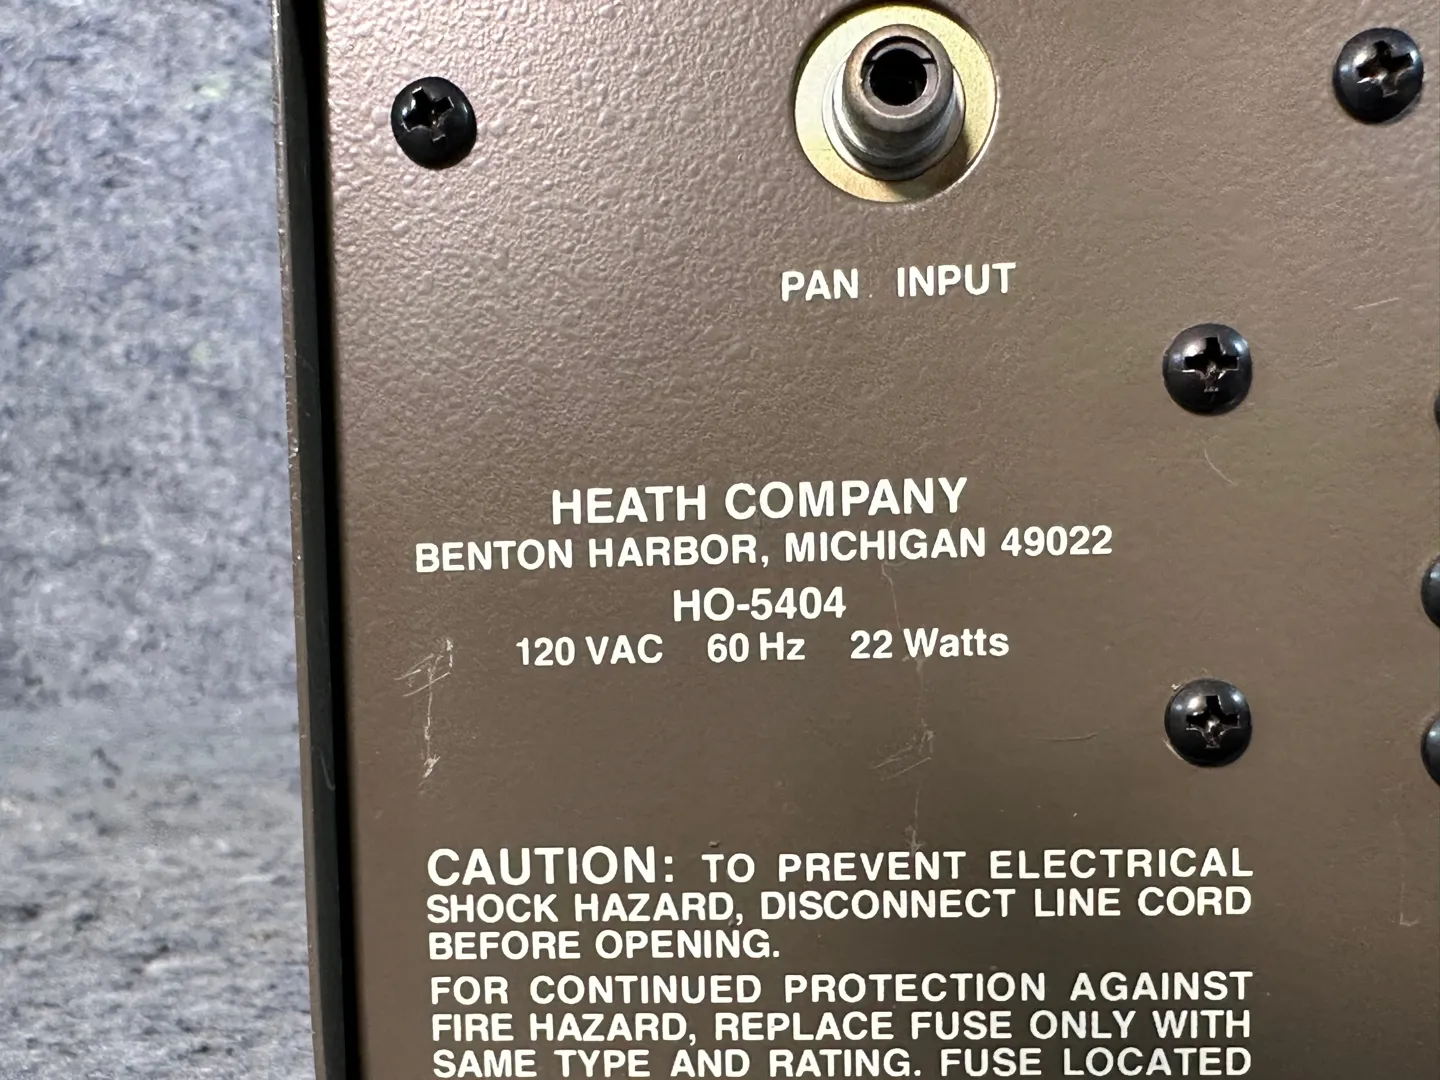 PAN INPUT
HEATH COMPANY
BENTON HARBOR, MICHIGAN 49022
HO-5404
120 VAC 60 Hz 22 Watts
CAUTION: TO PREVENT ELECTRICAL
SHOCK HAZARD, DISCONNECT LINE CORD
BEFORE OPENING.
FOR CONTINUED PROTECTION AGAINST
FIRE HAZARD, REPLACE FUSE ONLY WITH
SAME TYPE AND RATING. FUSE LOCATED